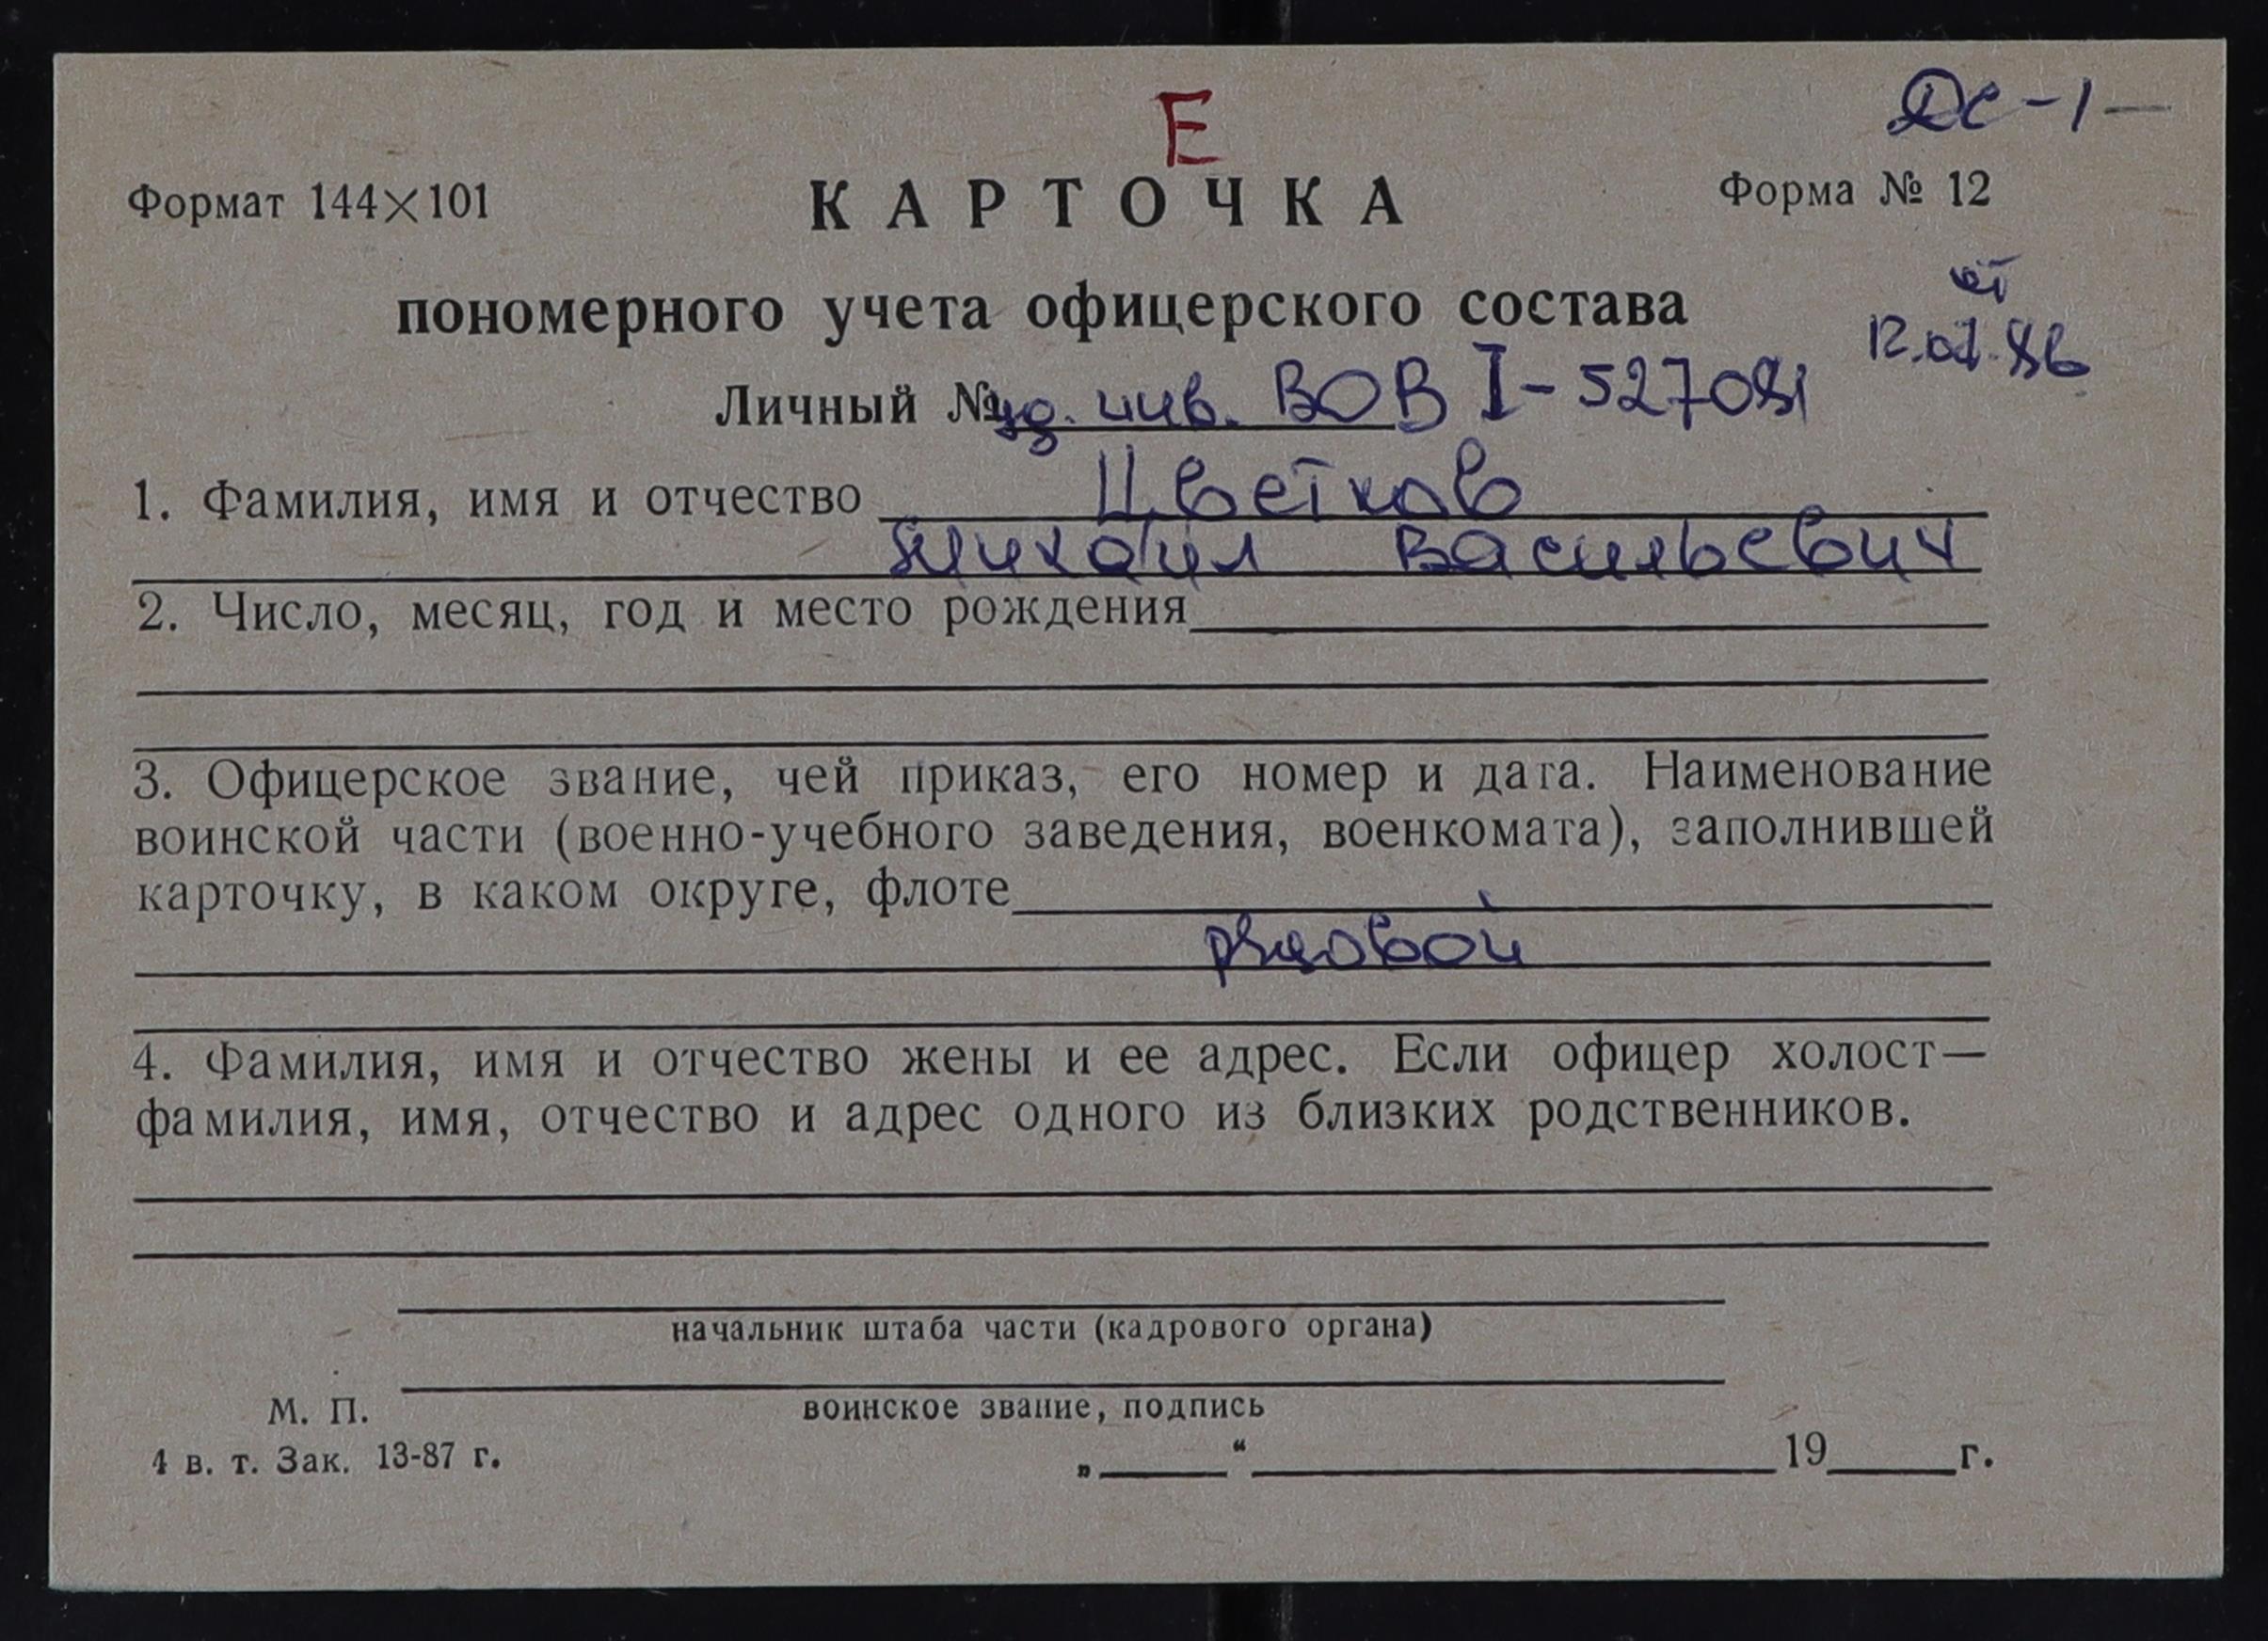 Е
ДС-1-
Формат 144×101
КАРТОЧКА
Форма № 12
пономерного учета офицерского состава
от
12.01.86
Личный № уд. инв. ВОВ I-527081
1. Фамилия, имя и отчество Цветков
Михаил Васильевич
2. Число, месяц, год и место рождения
3. Офицерское звание, чей приказ, его номер и дата. Наименование
воинской части (военно-учебного заведения, военкомата), заполнившей
карточку, в каком округе, флоте
рядовой
4. Фамилия, имя и отчество жены и ее адрес. Если офицер холост—
фамилия, имя, отчество и адрес одного из близких родственников.
начальник штаба части (кадрового органа)
М. П.
воинское звание, подпись
4 в. т. Зак. 13-87 г.
„ “ 19 г.